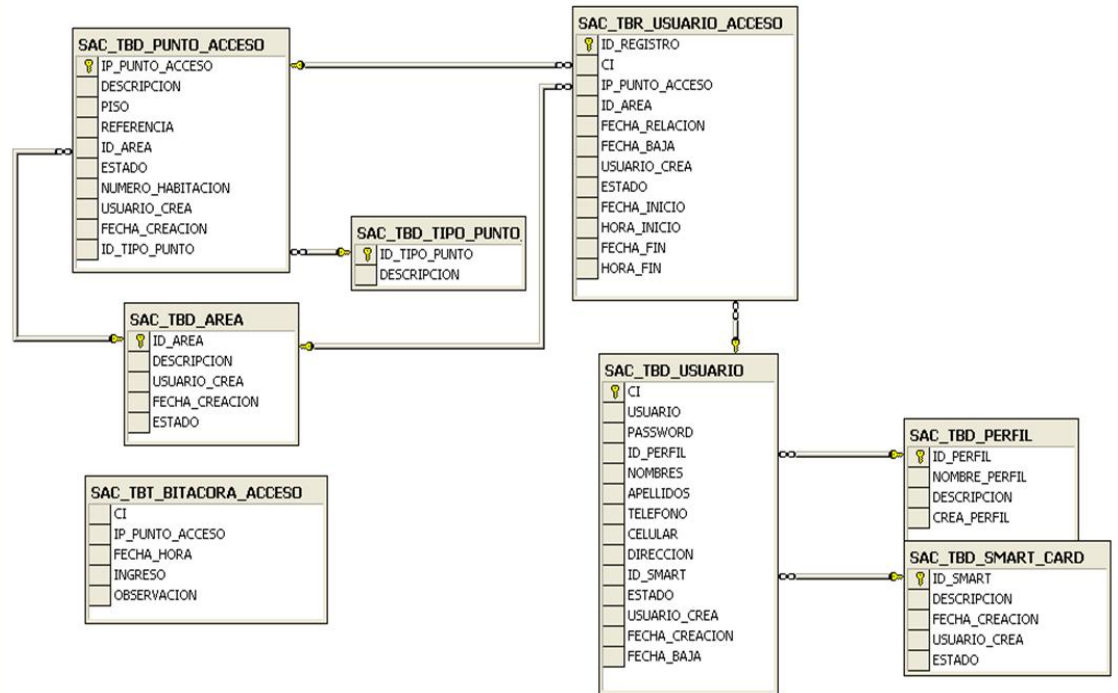 SAC_TBD_PUNTO_ACCESO
IP_PUNTO_ACCESO
DESCRIPCION
PISO
REFERENCIA
ID_AREA
ESTADO
NUMERO_HABITACION
USUARIO_CREA
FECHA_CREACION
ID_TIPO_PUNTO
SAC_TBR_USUARIO_ACCESO
ID_REGISTRO
CI
IP_PUNTO_ACCESO
ID_AREA
FECHA_RELACION
FECHA_BAJA
USUARIO_CREA
ESTADO
FECHA_INICIO
HORA_INICIO
FECHA_FIN
HORA_FIN
SAC_TBD_TIPO_PUNTO_
ID_TIPO_PUNTO
DESCRIPCION
SAC_TBD_AREA
ID_AREA
DESCRIPCION
USUARIO_CREA
FECHA_CREACION
ESTADO
SAC_TBD_USUARIO
CI
USUARIO
PASSWORD
ID_PERFIL
NOMBRES
APELLIDOS
TELEFONO
CELULAR
DIRECCION
ID_SMART
ESTADO
USUARIO_CREA
FECHA_CREACION
FECHA_BAJA
SAC_TBD_PERFIL
ID_PERFIL
NOMBRE_PERFIL
DESCRIPCION
CREA_PERFIL
SAC_TBT_BITACORA_ACCESO
CI
IP_PUNTO_ACCESO
FECHA_HORA
INGRESO
OBSERVACION
SAC_TBD_SMART_CARD
ID_SMART
DESCRIPCION
FECHA_CREACION
USUARIO_CREA
ESTADO